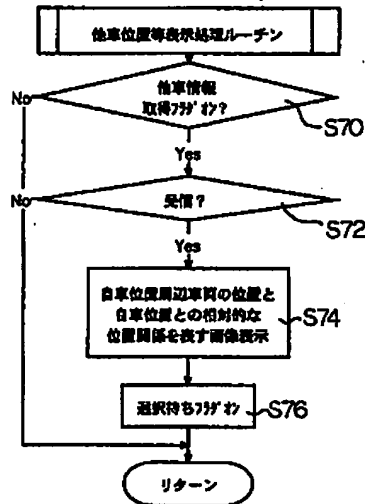 他車位置等表示処理ルーチン
他車情報
取得フラグオン？
No
S70
Yes
受信？
No
S72
Yes
自車位置周辺車両の位置と
自車位置との相対的な
位置関係を表す画像表示
S74
選択待ちフラグオン
S76
リターン